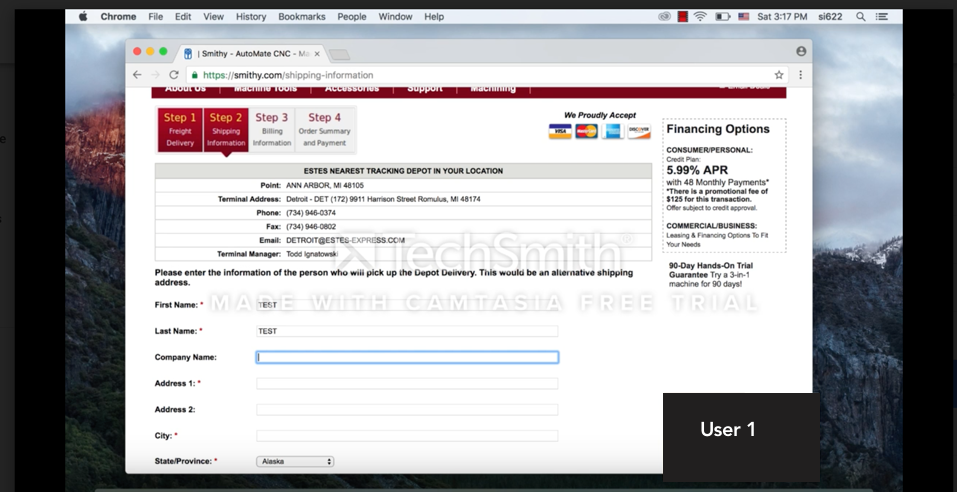 Chrome File Edit View History Bookmarks People Window Help Sat 3:17 PM si622
| Smithy - AutoMate CNC - Ma
https://smithy.com/shipping-information
About Us | Machine Tools | Accessories | Support | Machining |
Step 1 Step 2 Step 3 Step 4
Freight Shipping Billing Order Summary
Delivery Information Information and Payment
We Proudly Accept
VISA MasterCard DISCOVER
ESTES NEAREST TRACKING DEPOT IN YOUR LOCATION
Point: ANN ARBOR, MI 48105
Terminal Address: Detroit - DET (172) 9911 Harrison Street Romulus, MI 48174
Phone: (734) 946-0374
Fax: (734) 946-0802
Email: DETROIT@ESTES-EXPRESS.COM
Terminal Manager: Todd Ignatowski
Please enter the information of the person who will pick up the Depot Delivery. This would be an alternative shipping
address.
First Name: * TEST
Last Name: * TEST
Company Name:
Address 1: *
Address 2:
City: *
State/Province: * Alaska
Financing Options
CONSUMER/PERSONAL:
Credit Plan:
5.99% APR
with 48 Monthly Payments*
*There is a promotional fee of
$125 for this transaction.
Offer subject to credit approval.
COMMERCIAL/BUSINESS:
Leasing & Financing Options To Fit
Your Needs
90-Day Hands-On Trial
Guarantee Try a 3-in-1
machine for 90 days!
TechSmith
MADE WITH CAMTASIA FREE TRIAL
User 1